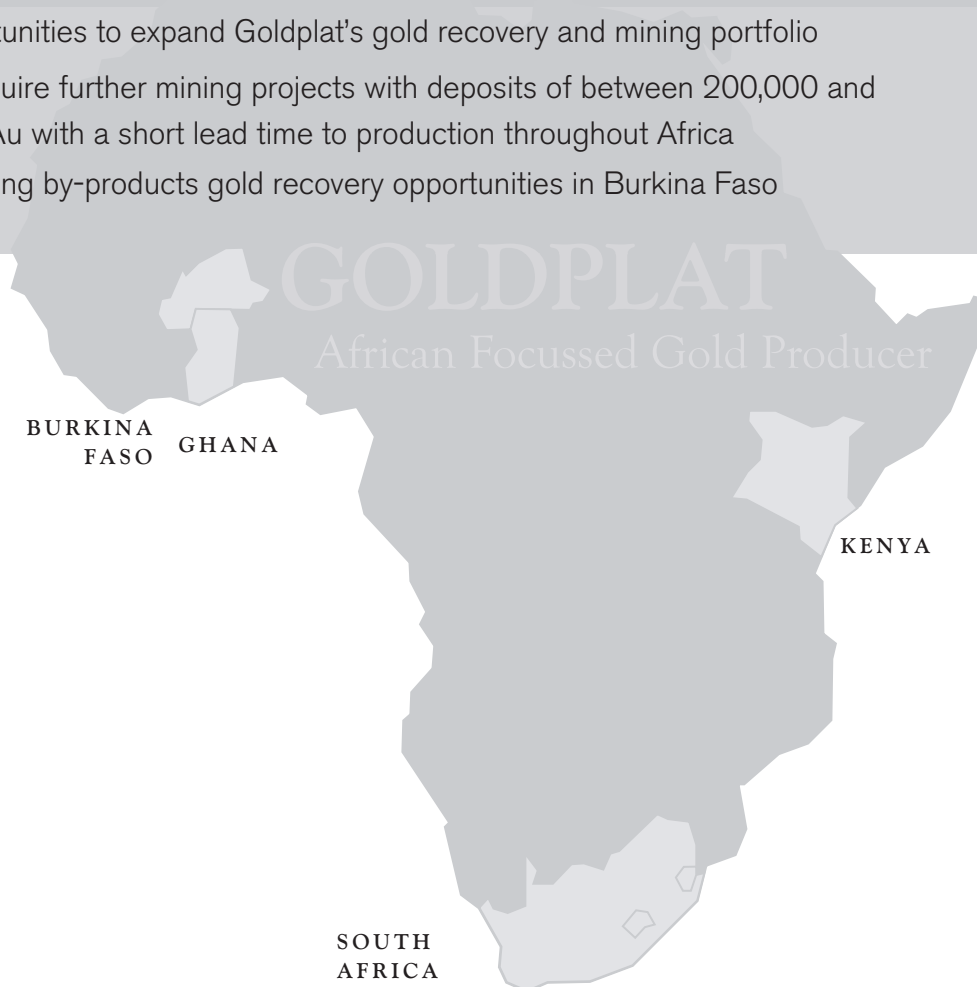 tunities to expand Goldplat's gold recovery and mining portfolio
uire further mining projects with deposits of between 200,000 and
Au with a short lead time to production throughout Africa
ng by-products gold recovery opportunities in Burkina Faso
GOLDPLAT
African Focussed Gold Producer
BURKINA
FASO
GHANA
KENYA
SOUTH
AFRICA